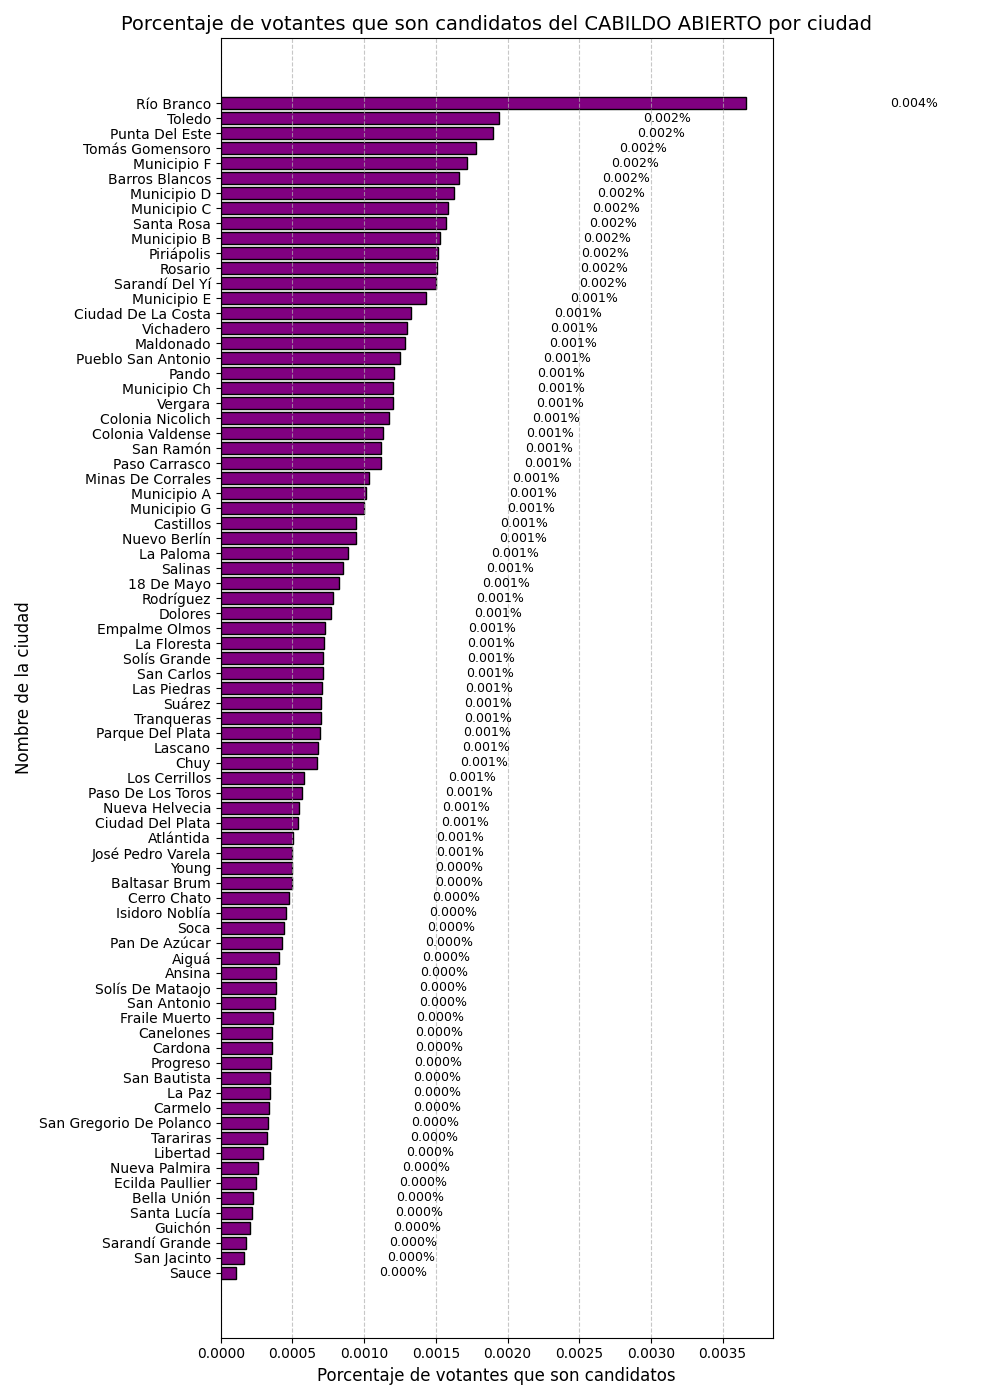 Porcentaje de votantes que son candidatos del CABILDO ABIERTO por ciudad
Río Branco 0.004%
Toledo 0.002%
Punta Del Este 0.002%
Tomás Gomensoro 0.002%
Municipio F 0.002%
Barros Blancos 0.002%
Municipio D 0.002%
Municipio C 0.002%
Santa Rosa 0.002%
Municipio B 0.002%
Piriápolis 0.002%
Rosario 0.002%
Sarandí Del Yí 0.002%
Municipio E 0.001%
Ciudad De La Costa 0.001%
Vichadero 0.001%
Maldonado 0.001%
Pueblo San Antonio 0.001%
Pando 0.001%
Municipio Ch 0.001%
Vergara 0.001%
Colonia Nicolich 0.001%
Colonia Valdense 0.001%
San Ramón 0.001%
Paso Carrasco 0.001%
Minas De Corrales 0.001%
Municipio A 0.001%
Municipio G 0.001%
Castillos 0.001%
Nuevo Berlín 0.001%
La Paloma 0.001%
Salinas 0.001%
18 De Mayo 0.001%
Rodríguez 0.001%
Dolores 0.001%
Empalme Olmos 0.001%
La Floresta 0.001%
Solís Grande 0.001%
San Carlos 0.001%
Las Piedras 0.001%
Suárez 0.001%
Tranqueras 0.001%
Parque Del Plata 0.001%
Lascano 0.001%
Chuy 0.001%
Los Cerrillos 0.001%
Paso De Los Toros 0.001%
Nueva Helvecia 0.001%
Ciudad Del Plata 0.001%
Atlántida 0.001%
José Pedro Varela 0.001%
Young 0.000%
Baltasar Brum 0.000%
Cerro Chato 0.000%
Isidoro Noblía 0.000%
Soca 0.000%
Pan De Azúcar 0.000%
Aiguá 0.000%
Ansina 0.000%
Solís De Mataojo 0.000%
San Antonio 0.000%
Fraile Muerto 0.000%
Canelones 0.000%
Cardona 0.000%
Progreso 0.000%
San Bautista 0.000%
La Paz 0.000%
Carmelo 0.000%
San Gregorio De Polanco 0.000%
Tarariras 0.000%
Libertad 0.000%
Nueva Palmira 0.000%
Ecilda Paullier 0.000%
Bella Unión 0.000%
Santa Lucía 0.000%
Guichón 0.000%
Sarandí Grande 0.000%
San Jacinto 0.000%
Sauce 0.000%
Nombre de la ciudad
0.0000 0.0005 0.0010 0.0015 0.0020 0.0025 0.0030 0.0035
Porcentaje de votantes que son candidatos